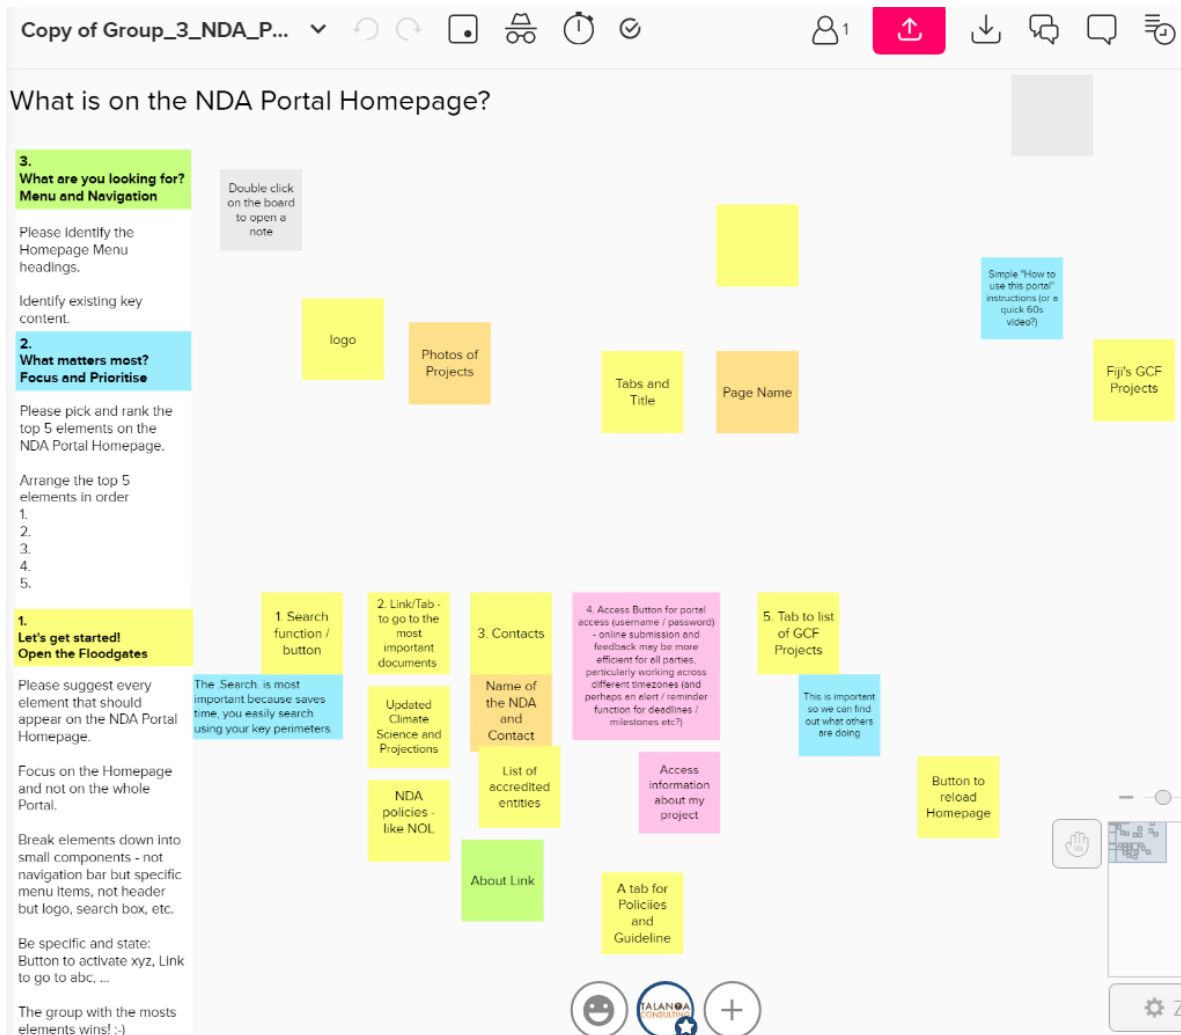 Copy of Group_3_NDA_P...
1
What is on the NDA Portal Homepage?
3.
What are you looking for?
Menu and Navigation
Please identify the
Homepage Menu
headings.
Identify existing key
content.
2.
What matters most?
Focus and Prioritise
Please pick and rank the
top 5 elements on the
NDA Portal Homepage.
Arrange the top 5
elements in order
1.
2.
3.
4.
5.
1.
Let's get started!
Open the Floodgates
Please suggest every
element that should
appear on the NDA Portal
Homepage.
Focus on the Homepage
and not on the whole
Portal.
Break elements down into
small components - not
navigation bar but specific
menu items, not header
but logo, search box, etc.
Be specific and state:
Button to activate xyz, Link
to go to abc, ...
The group with the mosts
elements wins! :-)
Double click
on the board
to open a
note
logo
Photos of
Projects
Tabs and
Title
Page Name
Simple "How to
use this portal"
instructions (or a
quick 60s
video?)
Fiji's GCF
Projects
1. Search
function /
button
The .Search. is most
important because saves
time, you easily search
using your key perimeters.
2. Link/Tab -
to go to the
most
important
documents
Updated
Climate
Science and
Projections
NDA
policies -
like NOL
3. Contacts
Name of
the NDA
and
Contact
List of
accredited
entities
About Link
4. Access Button for portal
access (username / password)
- online submission and
feedback may be more
efficient for all parties,
particularly working across
different timezones (and
perhaps an alert / reminder
function for deadlines /
milestones etc?)
Access
information
about my
project
A tab for
Policiies
and
Guideline
5. Tab to list
of GCF
Projects
This is important
so we can find
out what others
are doing
Button to
reload
Homepage
TALANOA
CONSULTING
Z